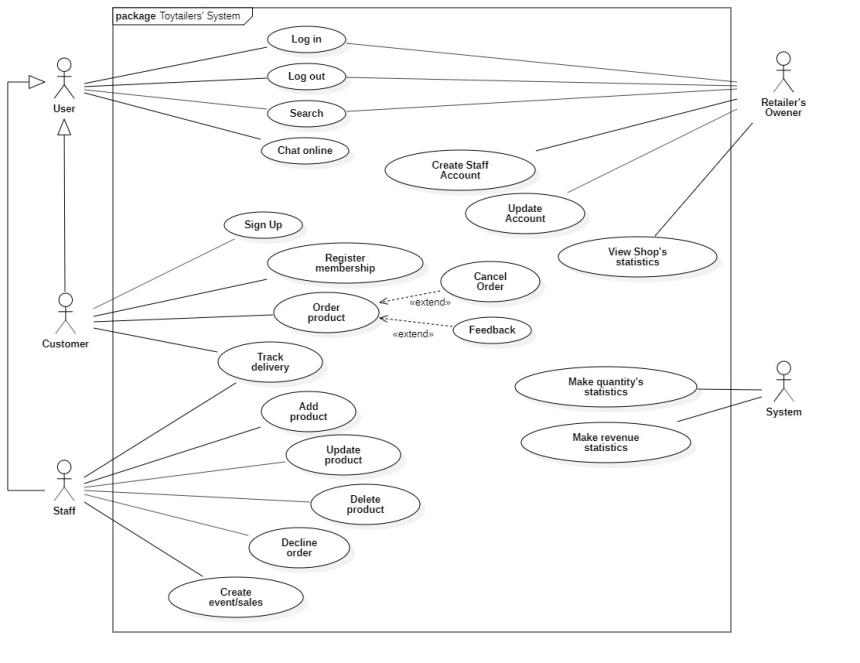 package Toytailers' System
Log in
Log out
Search
Chat online
User
Retailer's
Owener
Create Staff
Account
Update
Account
View Shop's
statistics
Sign Up
Register
membership
Cancel
Order
Order
product
«extend»
«extend»
Feedback
Customer
Track
delivery
Make quantity's
statistics
System
Add
product
Make revenue
statistics
Update
product
Staff
Delete
product
Decline
order
Create
event/sales